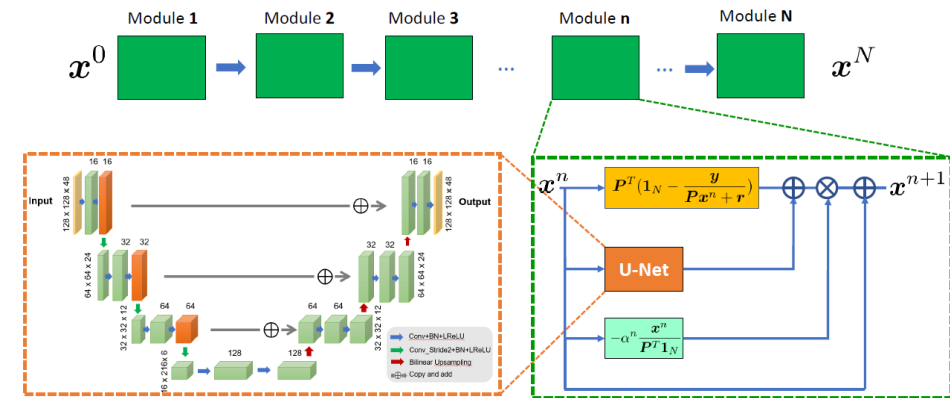 Module 1
Module 2
Module 3
Module n
Module N
x^0
...
...
x^N
16 16
Input
128 x 128 x 48
32 32
64 x 64 x 24
64 64
32 x 32 x 12
16 x 216x 6
128
128
64
32 x 32 x 12
32 32
64 x 64 x 24
16 16
128 x 128 x 48
Output
Conv+BN+LReLU
Conv_Stride2+BN+LReLU
Bilinear Upsampling
Copy and add
x^n
P^T(1_N − y / (Px^n + r))
x^{n+1}
U-Net
−α^n x^n / (P^T 1_N)